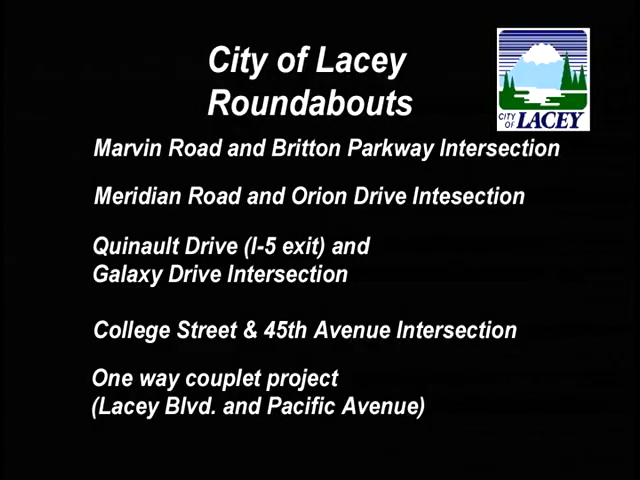 City of Lacey
Roundabouts
CITY OF LACEY
Marvin Road and Britton Parkway Intersection
Meridian Road and Orion Drive Intesection
Quinault Drive (I-5 exit) and
Galaxy Drive Intersection
College Street & 45th Avenue Intersection
One way couplet project
(Lacey Blvd. and Pacific Avenue)